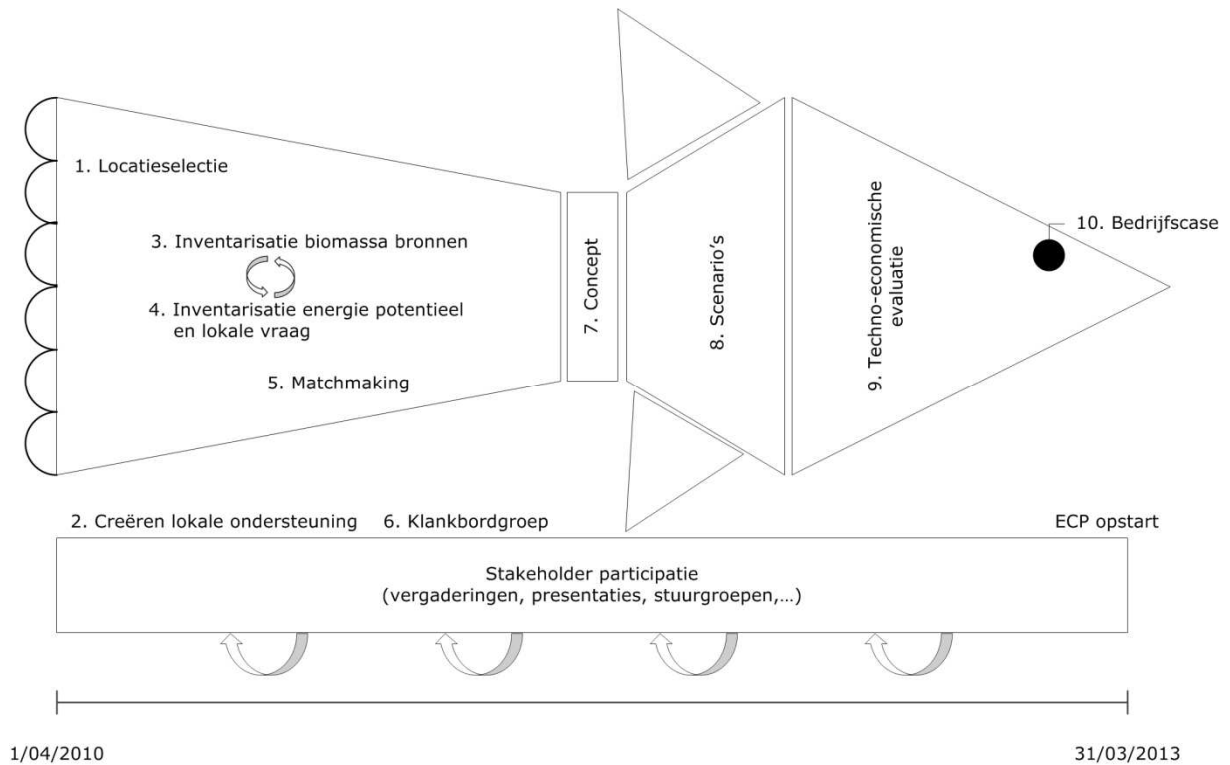 1. Locatieselectie
3. Inventarisatie biomassa bronnen
4. Inventarisatie energie potentieel
en lokale vraag
5. Matchmaking
7. Concept
8. Scenario's
9. Techno-economische
evaluatie
10. Bedrijfscase
2. Creëren lokale ondersteuning
6. Klankbordgroep
ECP opstart
Stakeholder participatie
(vergaderingen, presentaties, stuurgroepen,...)
1/04/2010
31/03/2013